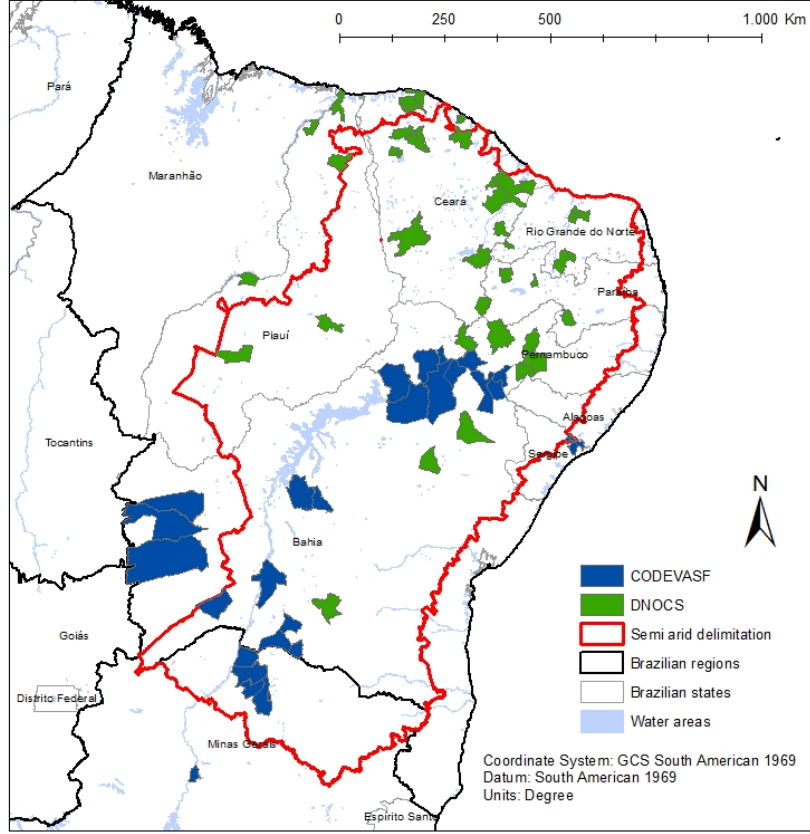 0 250 500 1.000 Km
Pará
Maranhão
Ceará
Rio Grande do Norte
Paraíba
Piauí
Pernambuco
Alagoas
Sergipe
Tocantins
Bahia
N
CODEVASF
DNOCS
Semi arid delimitation
Brazilian regions
Brazilian states
Water areas
Goiás
Distrito Federal
Minas Gerais
Espírito Santo
Coordinate System: GCS South American 1969
Datum: South American 1969
Units: Degree